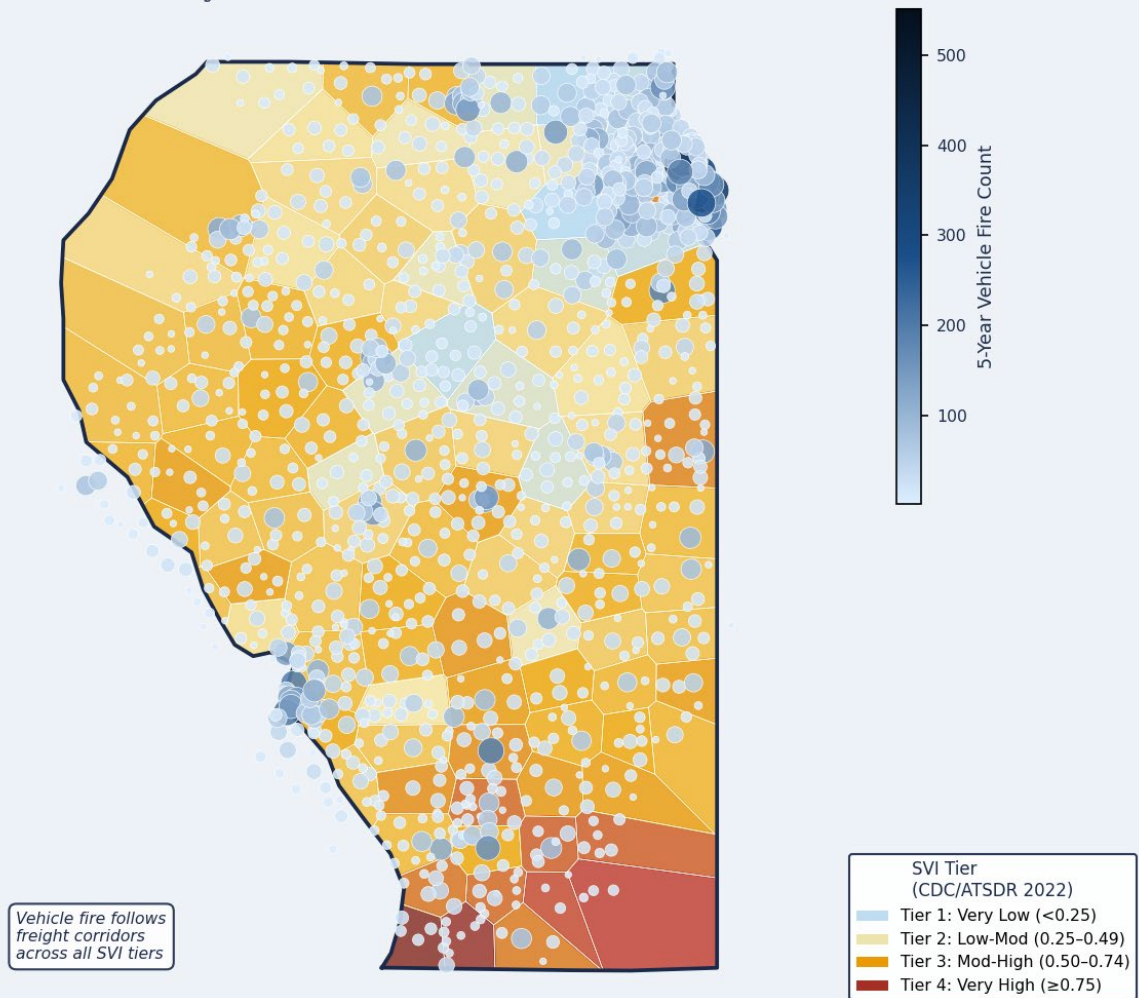 500
400
300
200
100
5-Year Vehicle Fire Count
Vehicle fire follows
freight corridors
across all SVI tiers
SVI Tier
(CDC/ATSDR 2022)
Tier 1: Very Low (<0.25)
Tier 2: Low-Mod (0.25–0.49)
Tier 3: Mod-High (0.50–0.74)
Tier 4: Very High (≥0.75)